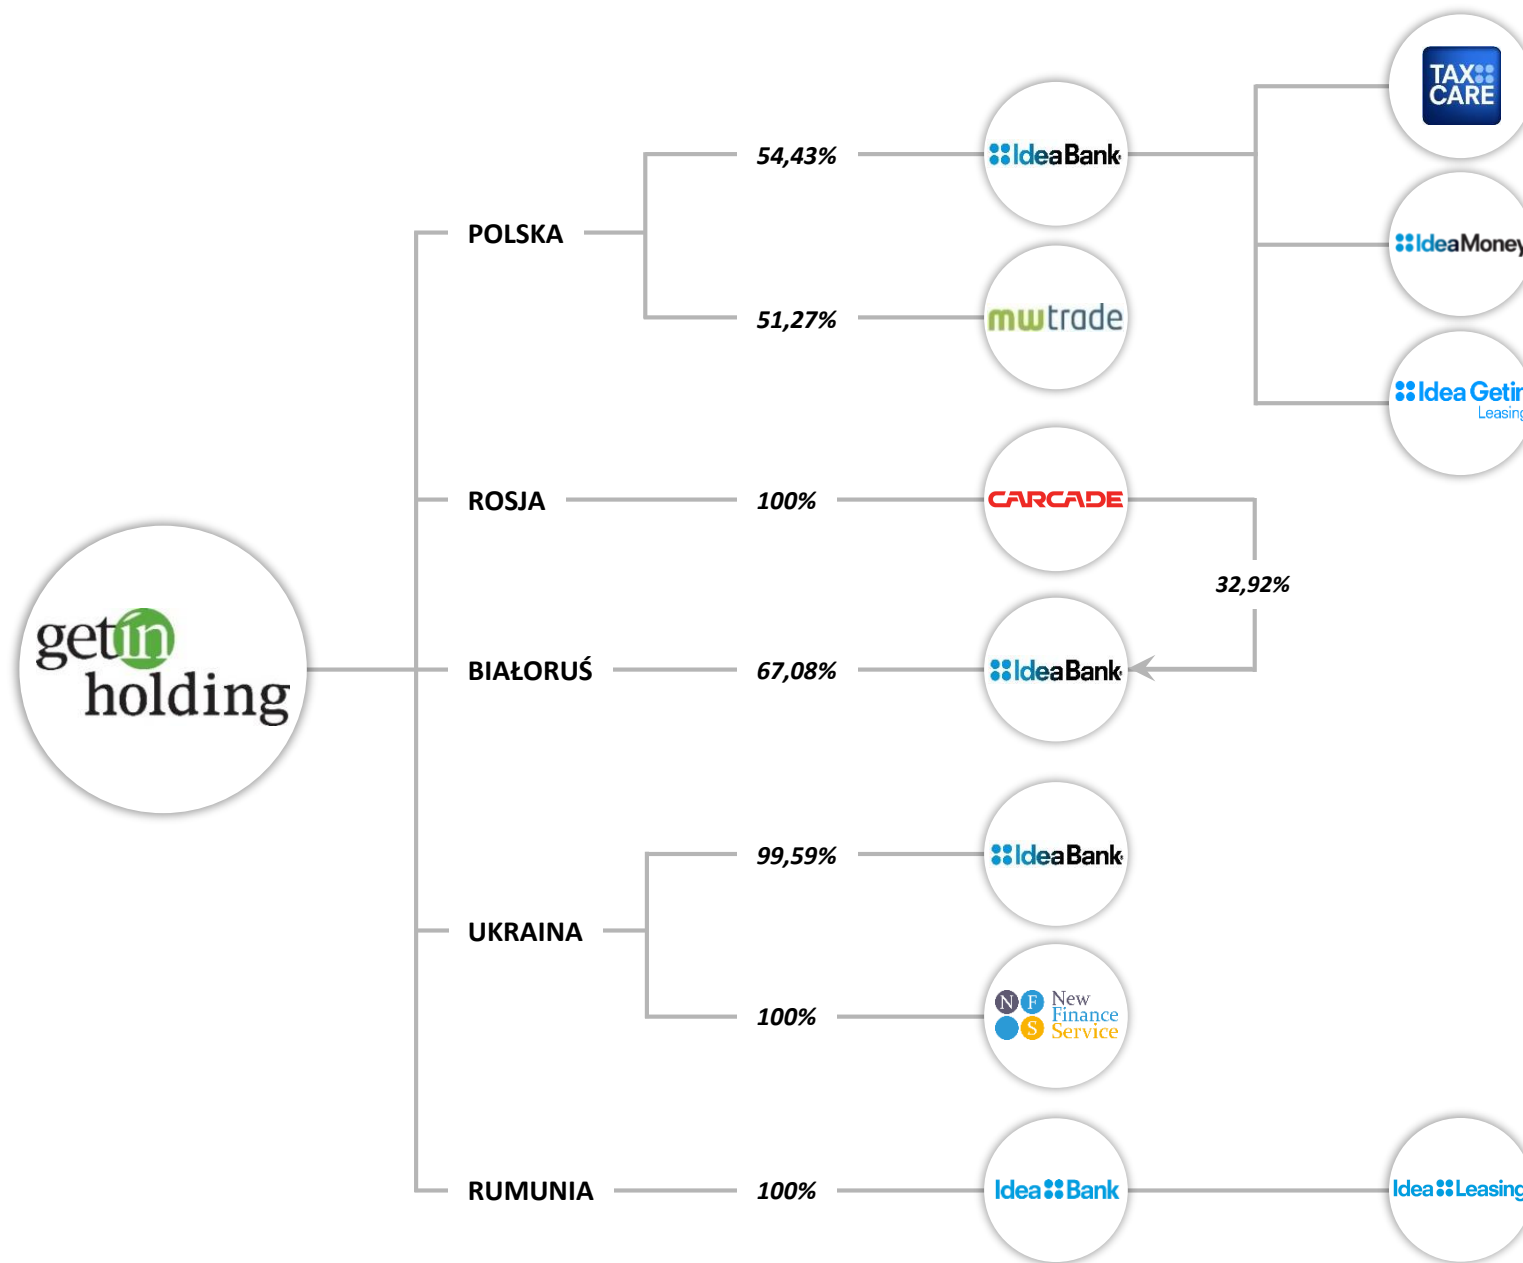 getin
holding
POLSKA
54,43%
IdeaBank
TAX
CARE
IdeaMoney
Idea Getin
Leasing
51,27%
mwtrade
ROSJA
100%
CARCADE
32,92%
BIAŁORUŚ
67,08%
IdeaBank
UKRAINA
99,59%
IdeaBank
100%
N F New
Finance
S Service
RUMUNIA
100%
Idea Bank
Idea Leasing